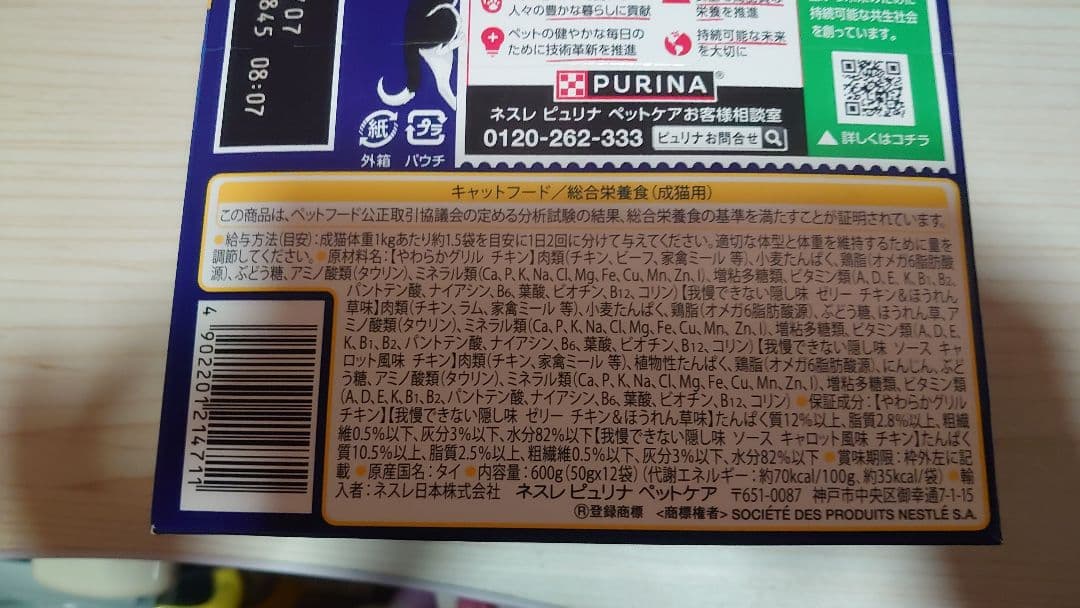 07
845 08:07
人々の豊かな暮らしに貢献
ペットの健やかな毎日の
ために技術革新を推進
栄養を推進
持続可能な未来
を大切に
持続可能な共生社会
を創っています。
PURINA®
ネスレ ピュリナ ペットケアお客様相談室
0120-262-333 ピュリナお問合せ
▲詳しくはコチラ
紙 プラ
外箱 パウチ
キャットフード/総合栄養食(成猫用)
この商品は、ペットフード公正取引協議会の定める分析試験の結果、総合栄養食の基準を満たすことが証明されています。
●給与方法(目安):成猫体重1kgあたり約1.5袋を目安に1日2回に分けて与えてください。適切な体型と体重を維持するために量を
調節してください。●原材料名:【やわらかグリル チキン】肉類(チキン、ビーフ、家禽ミール 等)、小麦たんぱく、鶏脂(オメガ6脂肪酸
源)、ぶどう糖、アミノ酸類(タウリン)、ミネラル類(Ca, P, K, Na, Cl, Mg, Fe, Cu, Mn, Zn, I)、増粘多糖類、ビタミン類(A, D, E, K, B1, B2,
パントテン酸、ナイアシン、B6、葉酸、ビオチン、B12、コリン)【我慢できない隠し味 ゼリー チキン&ほうれん
草味】肉類(チキン、ラム、家禽ミール 等)、小麦たんぱく、鶏脂(オメガ6脂肪酸源)、ぶどう糖、ほうれん草、ア
ミノ酸類(タウリン)、ミネラル類(Ca, P, K, Na, Cl, Mg, Fe, Cu, Mn, Zn, I)、増粘多糖類、ビタミン類(A, D, E,
K, B1, B2、パントテン酸、ナイアシン、B6、葉酸、ビオチン、B12、コリン)【我慢できない隠し味 ソース キャ
ロット風味 チキン】肉類(チキン、家禽ミール 等)、植物性たんぱく、鶏脂(オメガ6脂肪酸源)、にんじん、ぶど
う糖、アミノ酸類(タウリン)、ミネラル類(Ca, P, K, Na, Cl, Mg, Fe, Cu, Mn, Zn, I)、増粘多糖類、ビタミン類
(A, D, E, K, B1, B2、パントテン酸、ナイアシン、B6、葉酸、ビオチン、B12、コリン)●保証成分:【やわらかグリル
チキン】【我慢できない隠し味 ゼリー チキン&ほうれん草味】たんぱく質12%以上、脂質2.8%以上、粗繊
維0.5%以下、灰分3%以下、水分82%以下【我慢できない隠し味 ソース キャロット風味 チキン】たんぱく
質10.5%以上、脂質2.5%以上、粗繊維0.5%以下、灰分3%以下、水分82%以下●賞味期限:枠外左に記
載●原産国名:タイ●内容量:600g(50gx12袋)(代謝エネルギー:約70kcal/100g、約35kcal/袋)●輸
入者:ネスレ日本株式会社 ネスレ ピュリナ ペットケア 〒651-0087 神戸市中央区御幸通7-1-15
®登録商標 <商標権者> SOCIÉTÉ DES PRODUITS NESTLÉ S.A.
4 902201 214711